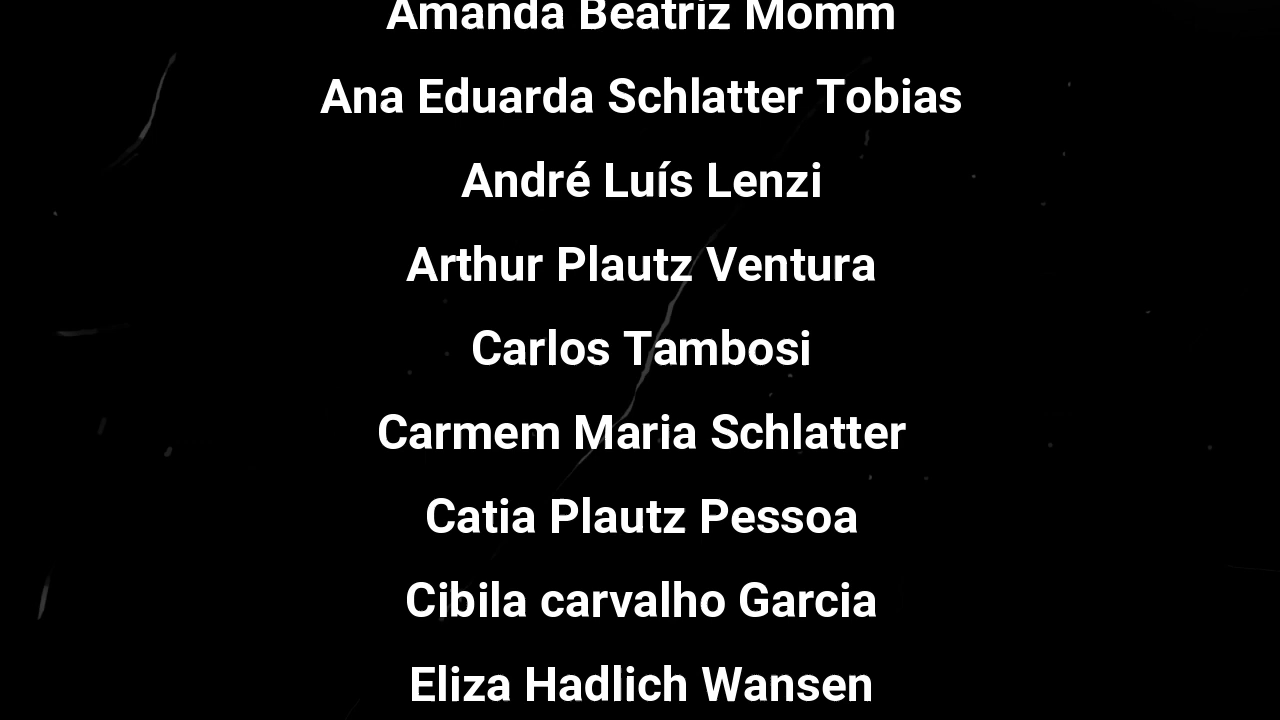 Amanda Beatriz Momm
Ana Eduarda Schlatter Tobias
André Luís Lenzi
Arthur Plautz Ventura
Carlos Tambosi
Carmem Maria Schlatter
Catia Plautz Pessoa
Cibila carvalho Garcia
Eliza Hadlich Wansen